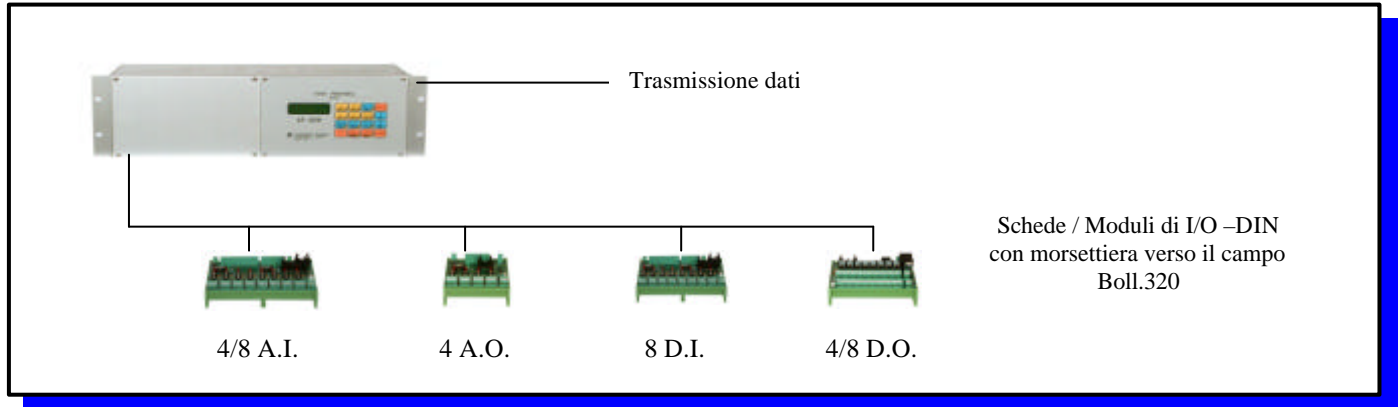 Trasmissione dati
Schede / Moduli di I/O –DIN
con morsettiera verso il campo
Boll.320
4/8 A.I.
4 A.O.
8 D.I.
4/8 D.O.